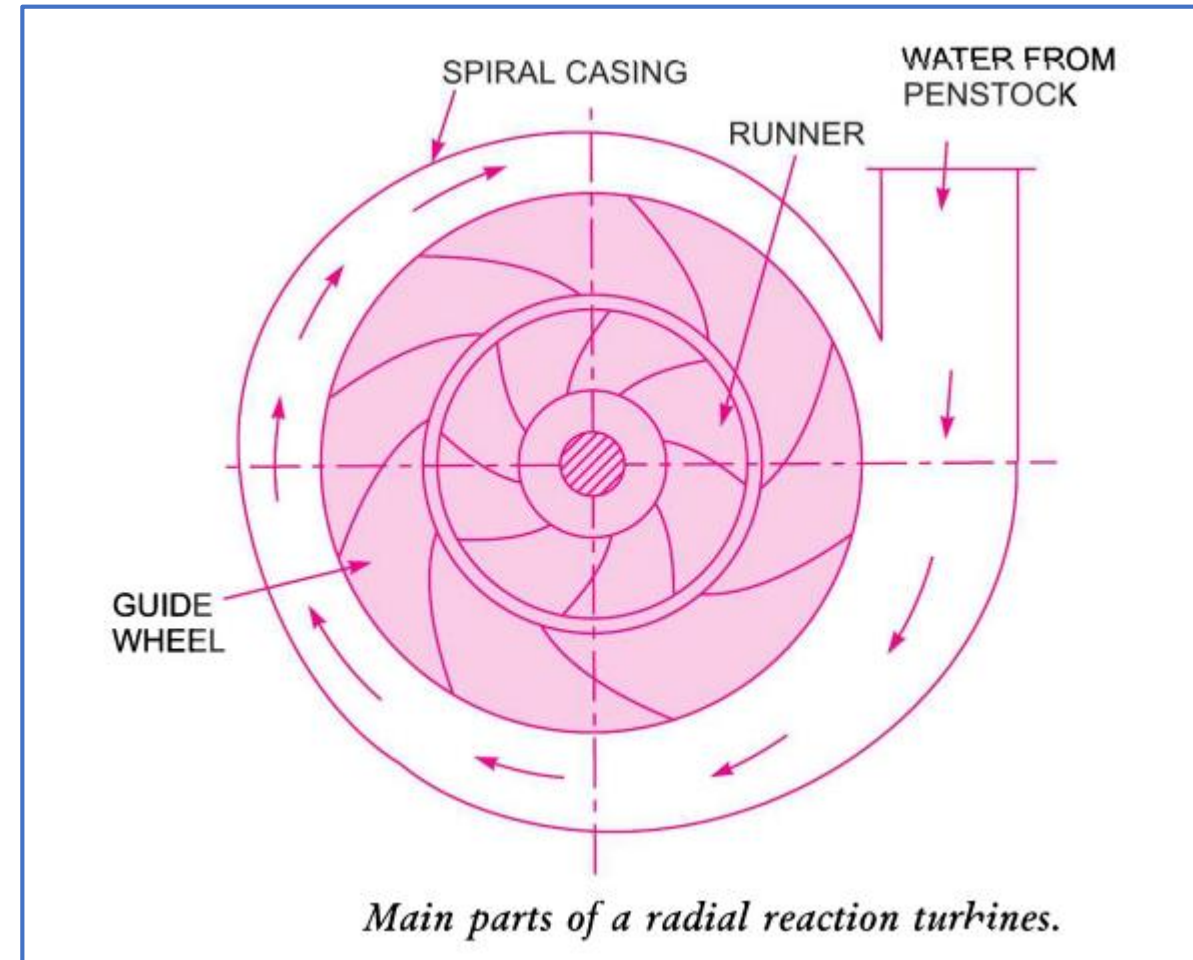 SPIRAL CASING
WATER FROM
PENSTOCK
RUNNER
GUIDE
WHEEL
Main parts of a radial reaction turbines.